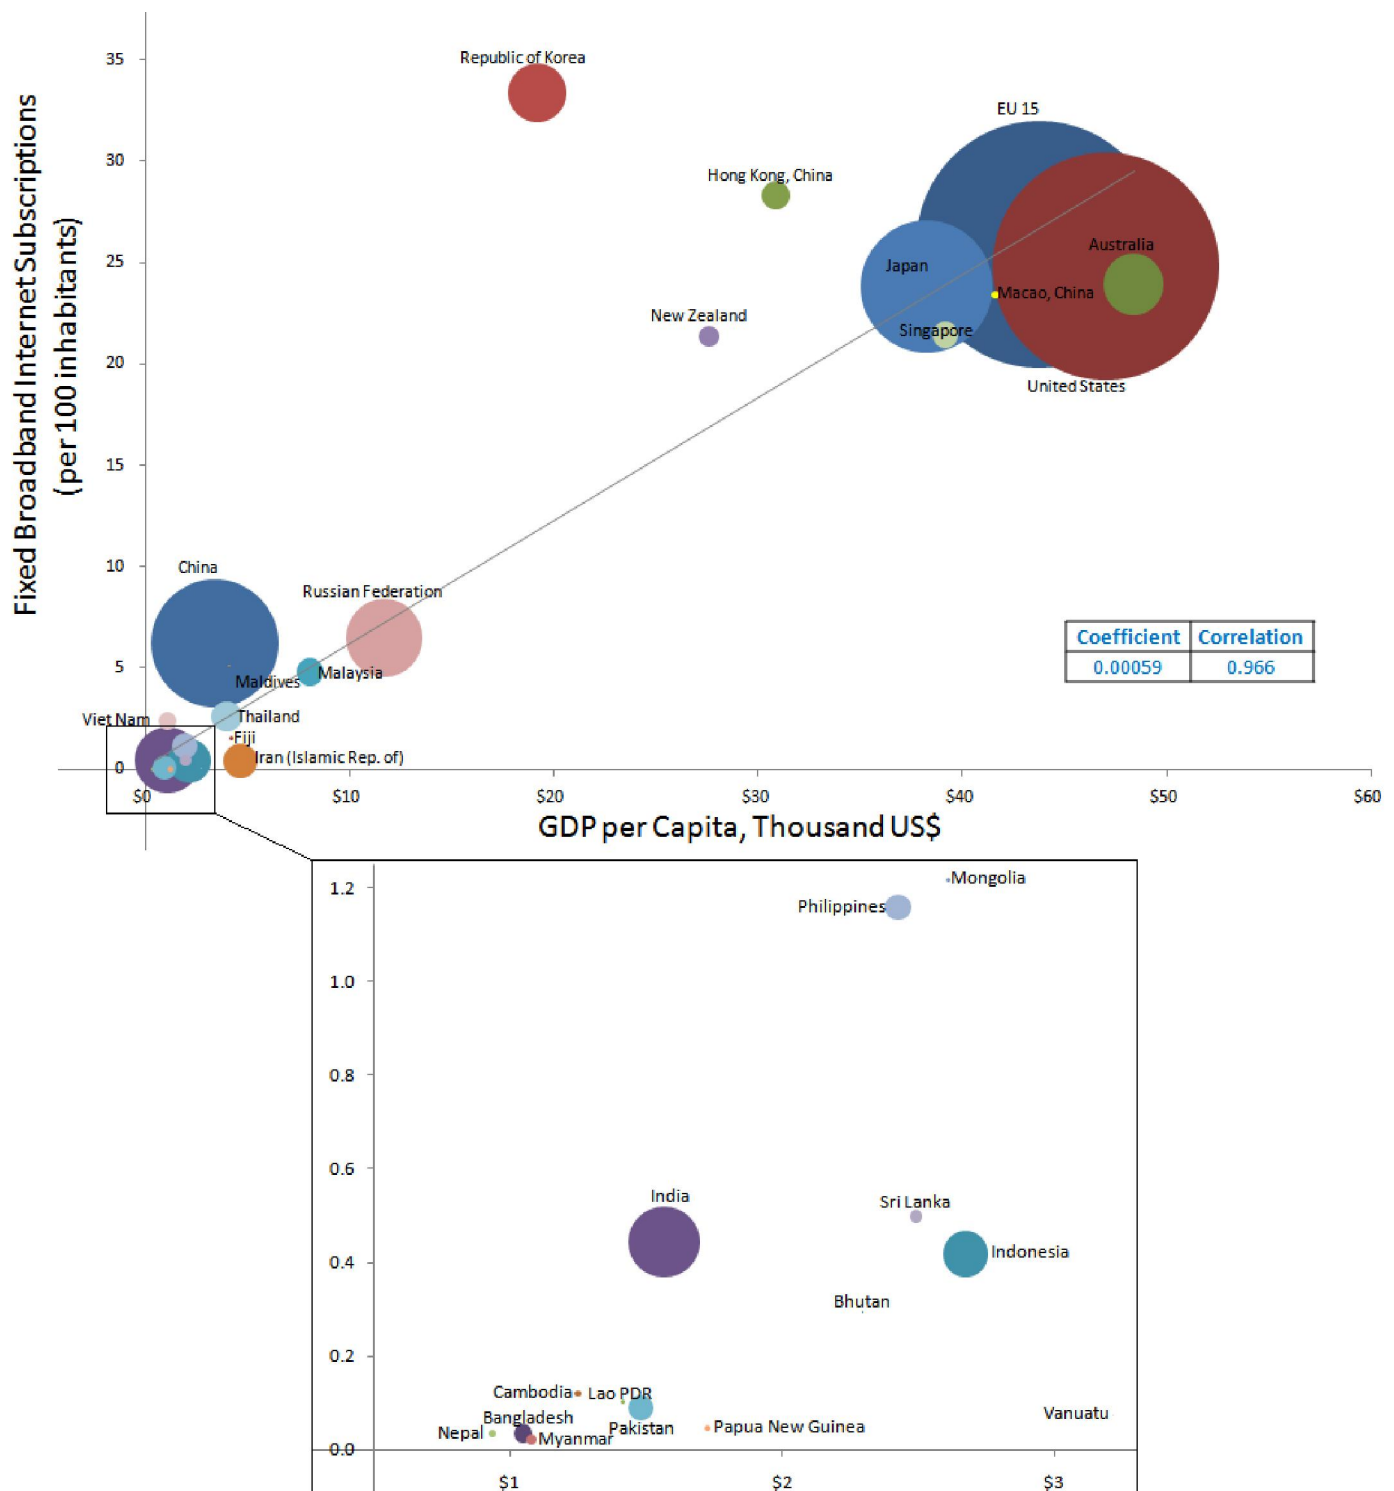 Fixed Broadband Internet Subscriptions
(per 100 inhabitants)
35
30
25
20
15
10
5
0
Republic of Korea
EU 15
Hong Kong, China
Australia
Japan
Macao, China
New Zealand
Singapore
United States
China
Russian Federation
Malaysia
Maldives
Viet Nam
Thailand
Fiji
Iran (Islamic Rep. of)
Coefficient Correlation
0.00059 0.966
$0 $10 $20 $30 $40 $50 $60
GDP per Capita, Thousand US$
1.2
1.0
0.8
0.6
0.4
0.2
0.0
Mongolia
Philippines
India
Sri Lanka
Indonesia
Bhutan
Cambodia
Lao PDR
Bangladesh
Vanuatu
Nepal
Myanmar
Pakistan
Papua New Guinea
$1 $2 $3